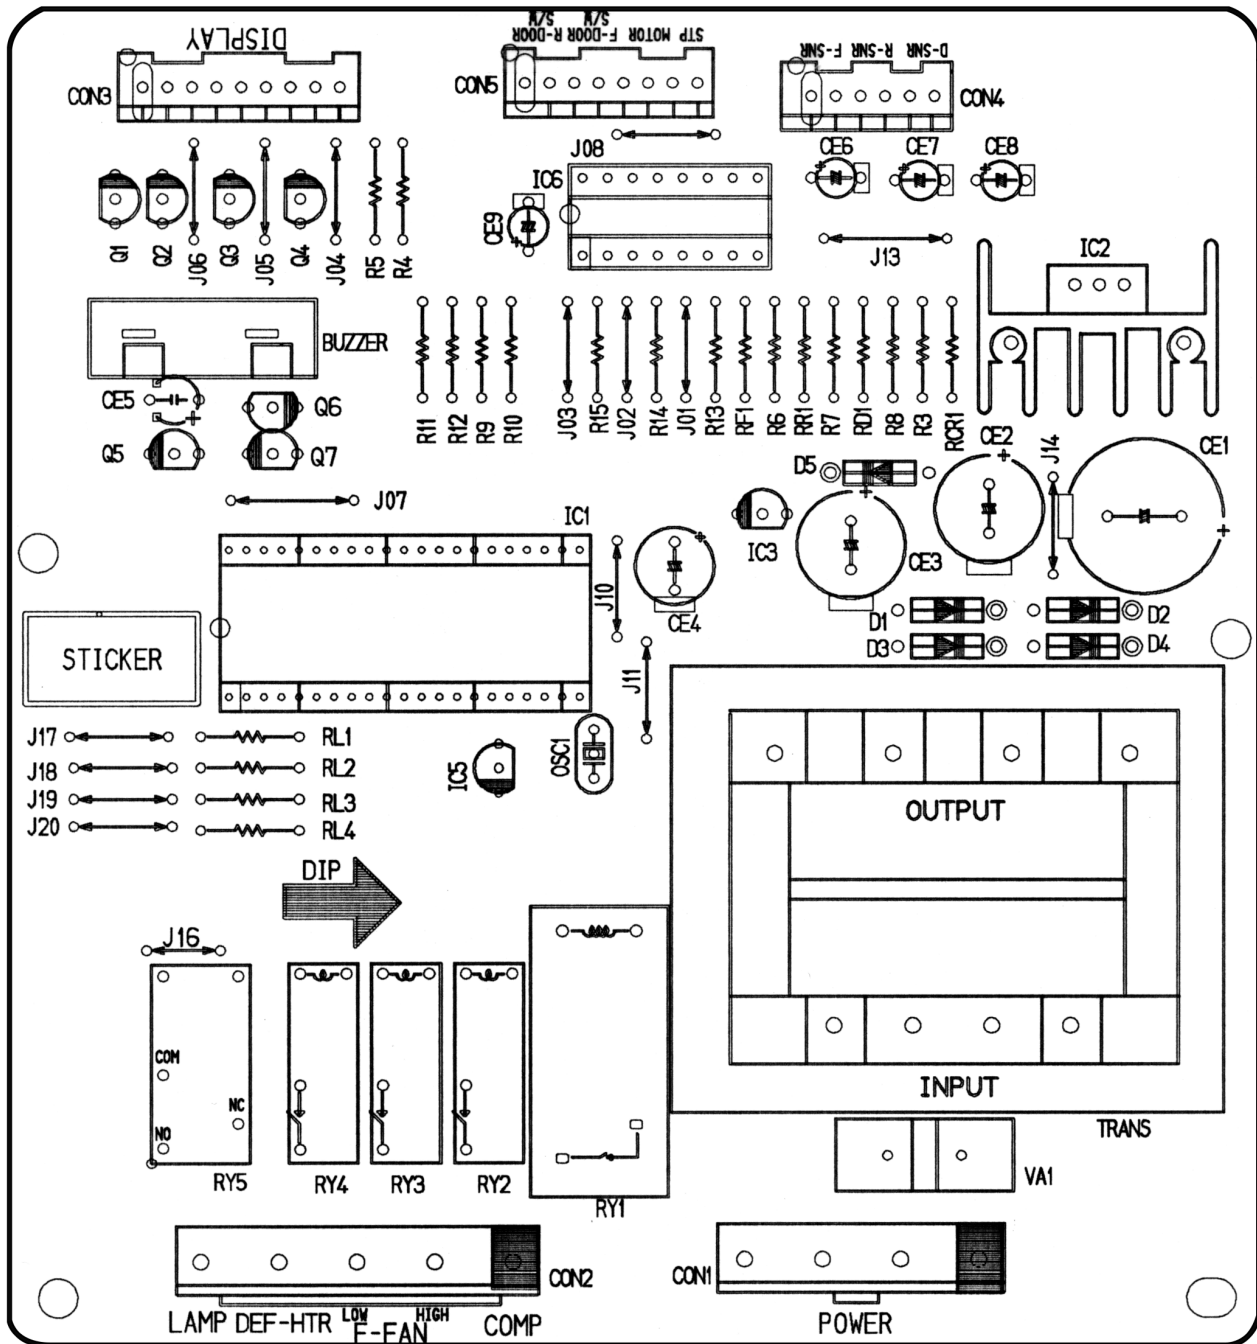 DISPLAY
R-DOOR S/W
F-DOOR S/W
STP MOTOR
F-SNR
R-SNR
D-SNR
CON3
CON5
CON4
J08
CE6
CE7
CE8
IC6
CE9
Q1
Q2
J06
Q3
J05
Q4
J04
R5
R4
J13
IC2
BUZZER
CE5
Q6
Q5
Q7
R11
R12
R9
R10
J03
R15
J02
R14
J01
R13
RF1
R6
RR1
R7
RD1
R8
R3
RCR1
CE2
J14
CE1
D5
J07
IC1
IC3
CE3
J10
CE4
D1
D2
D3
D4
STICKER
J11
J17
RL1
J18
RL2
J19
RL3
J20
RL4
IC5
OSC1
OUTPUT
DIP
J16
COM
NC
NO
INPUT
TRANS
RY5
RY4
RY3
RY2
RY1
VA1
CON2
CON1
LAMP DEF-HTR LOW HIGH COMP
F-FAN
POWER